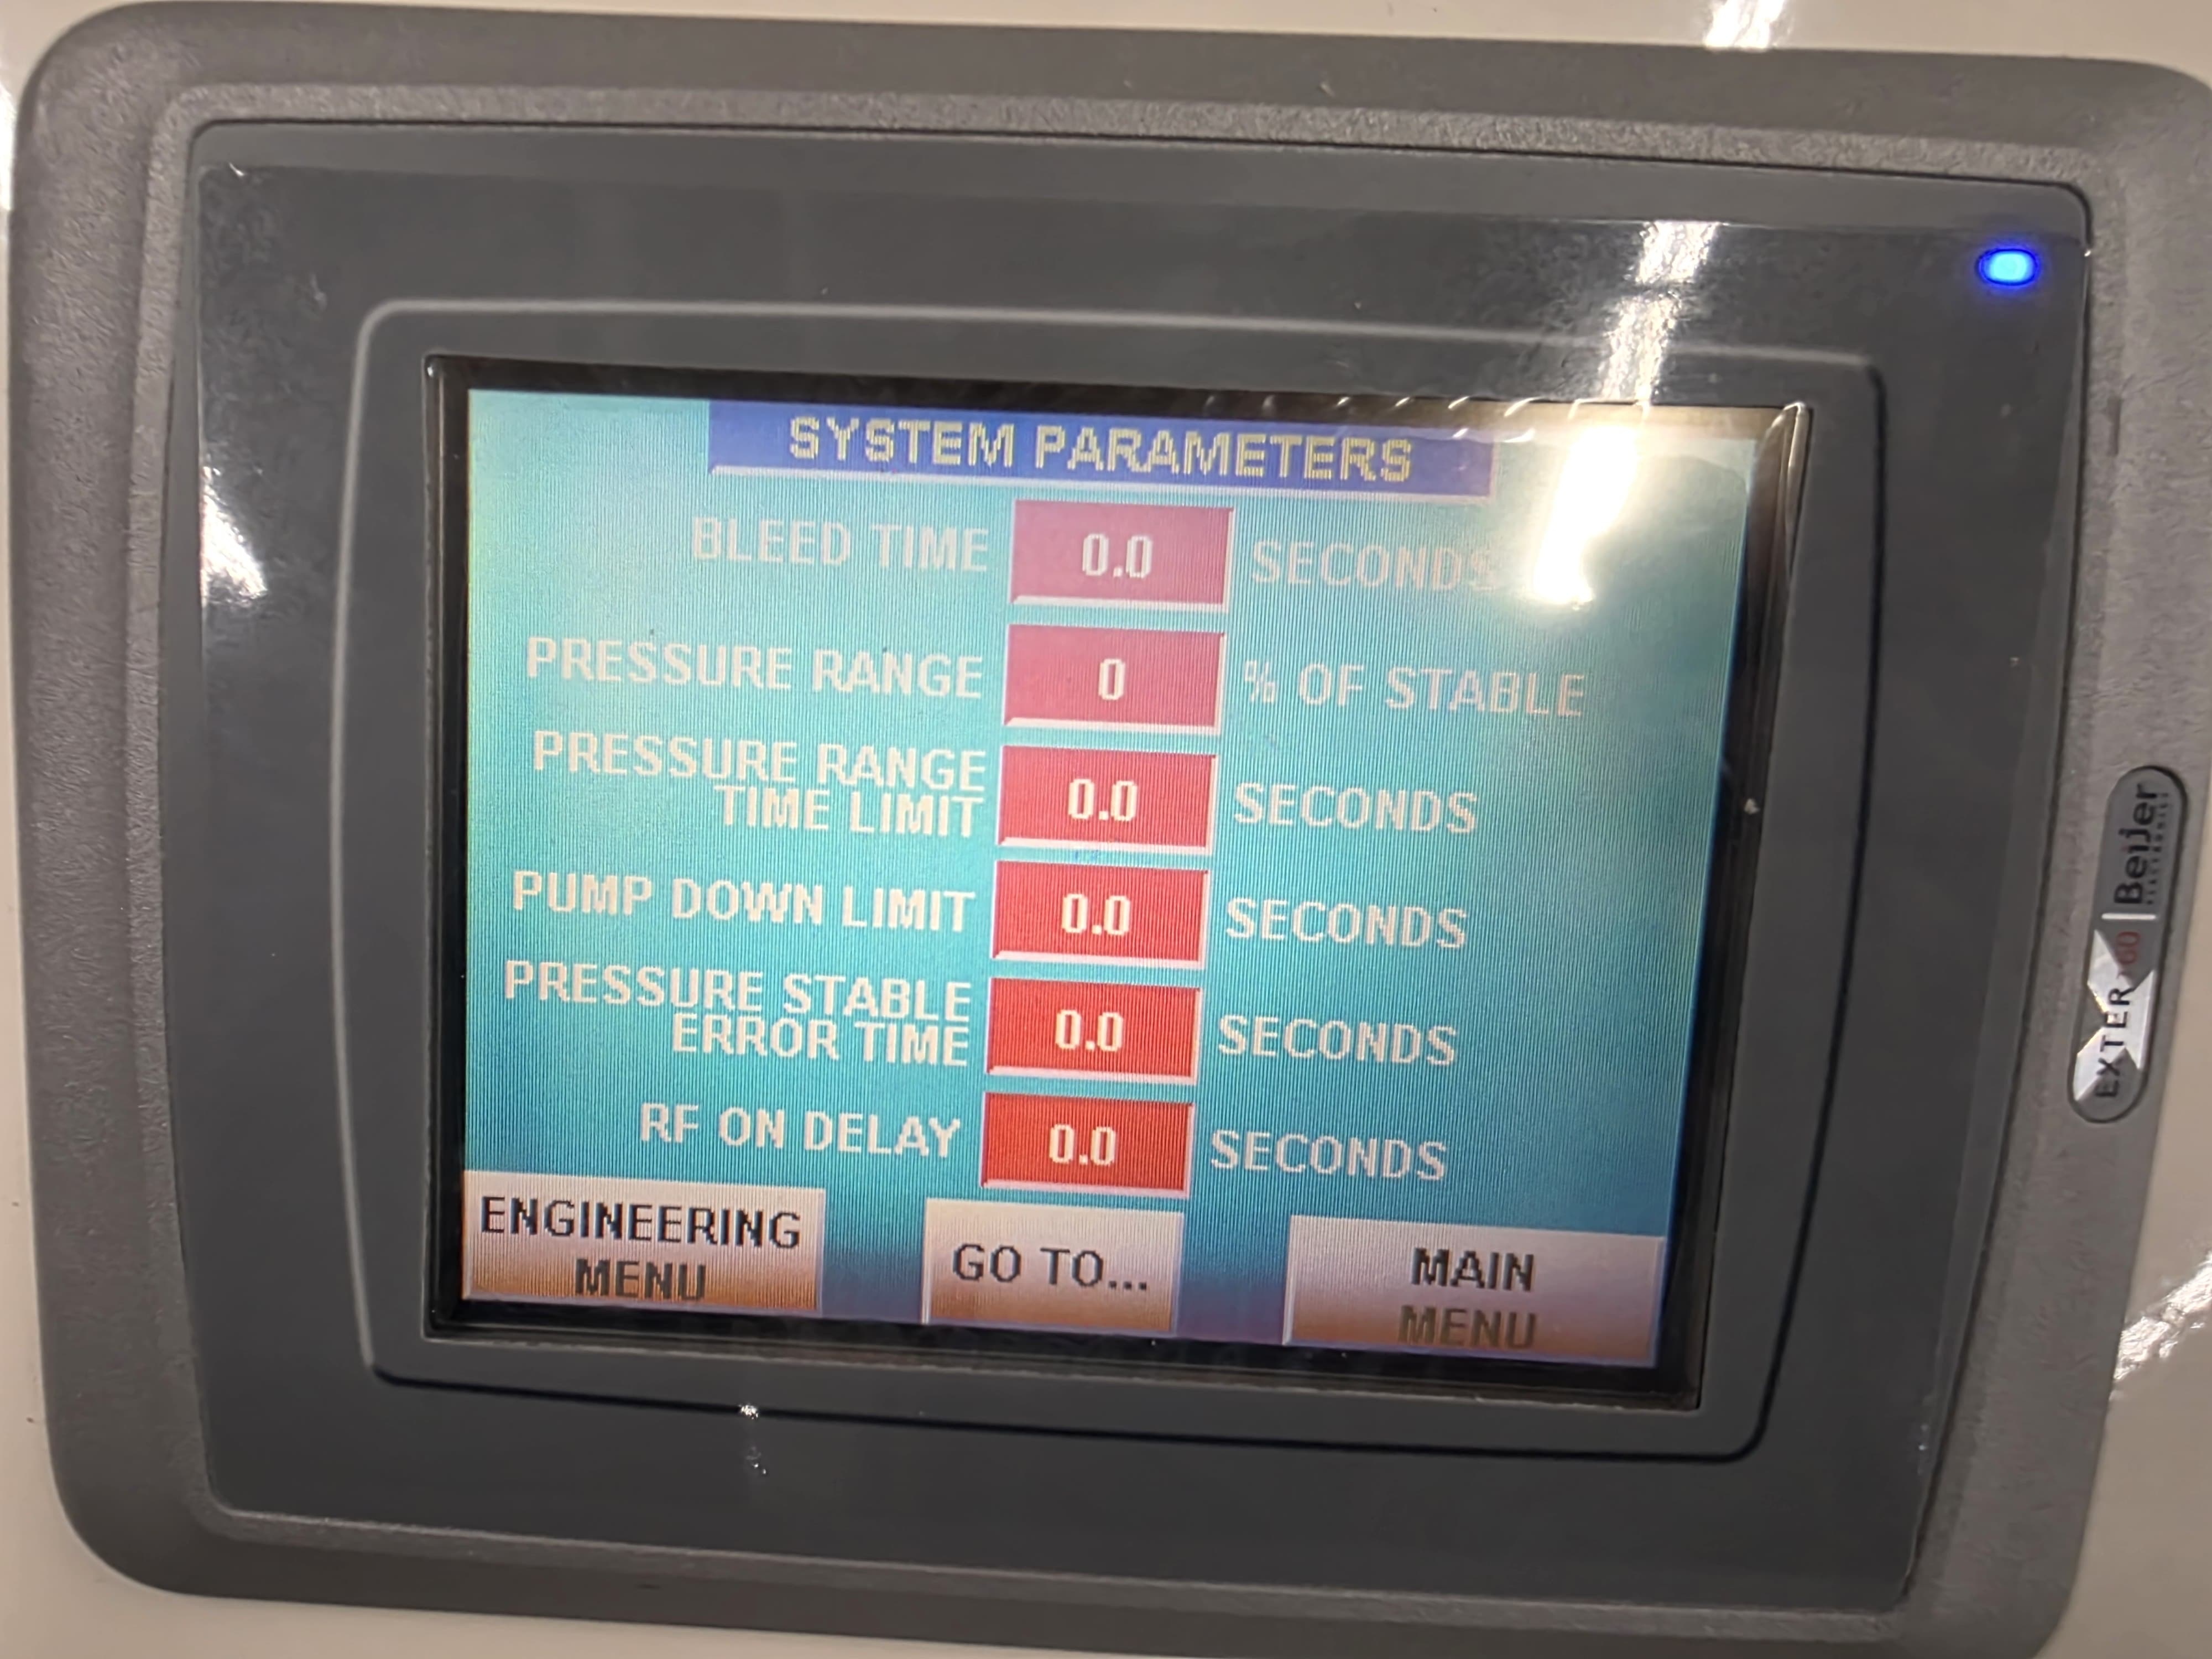 SYSTEM PARAMETERS
BLEED TIME 0.0 SECONDS
PRESSURE RANGE 0 % OF STABLE
PRESSURE RANGE
TIME LIMIT 0.0 SECONDS
PUMP DOWN LIMIT 0.0 SECONDS
PRESSURE STABLE
ERROR TIME 0.0 SECONDS
RF ON DELAY 0.0 SECONDS
ENGINEERING
MENU
GO TO...
MAIN
MENU
EXTER
Beijer
ELECTRONICS